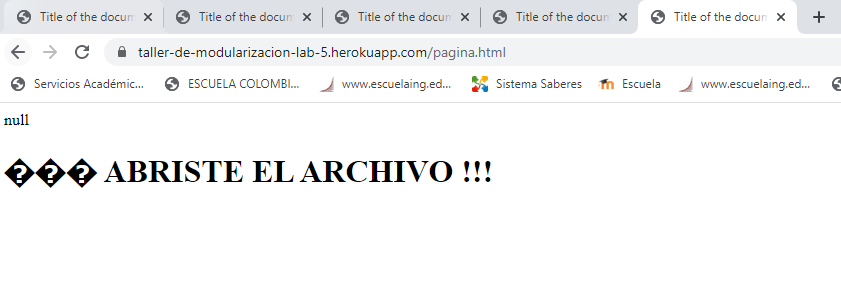 Title of the docum Title of the docum Title of the docum Title of the docum Title of the docum
taller-de-modularizacion-lab-5.herokuapp.com/pagina.html
Servicios Académic... ESCUELA COLOMBI... www.escuelaing.ed... Sistema Saberes Escuela www.escuelaing.ed...
null
��� ABRISTE EL ARCHIVO !!!